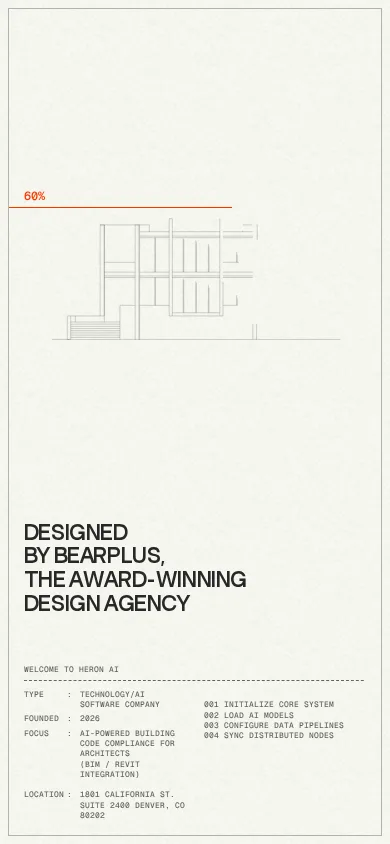 60%
DESIGNED
BY BEARPLUS,
THE AWARD-WINNING
DESIGN AGENCY
WELCOME TO HERON AI
TYPE : TECHNOLOGY/AI
SOFTWARE COMPANY
FOUNDED : 2026
FOCUS : AI-POWERED BUILDING
CODE COMPLIANCE FOR
ARCHITECTS
(BIM / REVIT
INTEGRATION)
LOCATION : 1801 CALIFORNIA ST.
SUITE 2400 DENVER, CO
80202
001 INITIALIZE CORE SYSTEM
002 LOAD AI MODELS
003 CONFIGURE DATA PIPELINES
004 SYNC DISTRIBUTED NODES